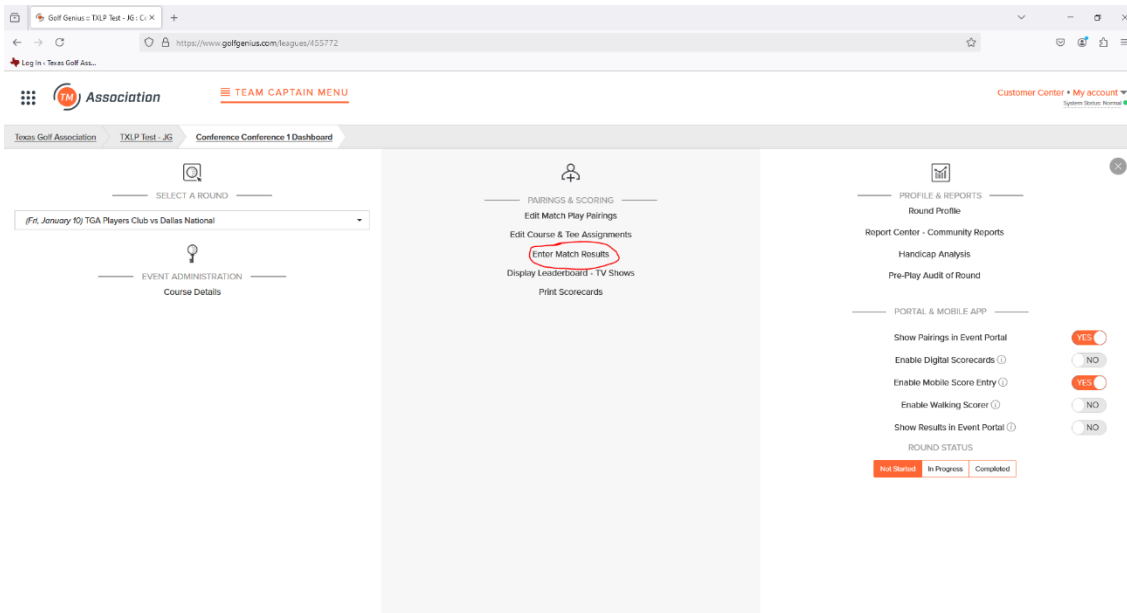 Golf Genius :: TXLP Test - JG : Co
https://www.golfgenius.com/leagues/455772
Log In ‹ Texas Golf Ass...
TM Association
TEAM CAPTAIN MENU
Customer Center • My account
System Status: Normal
Texas Golf Association
TXLP Test - JG
Conference Conference 1 Dashboard
SELECT A ROUND
(Fri, January 10) TGA Players Club vs Dallas National
EVENT ADMINISTRATION
Course Details
PAIRINGS & SCORING
Edit Match Play Pairings
Edit Course & Tee Assignments
Enter Match Results
Display Leaderboard - TV Shows
Print Scorecards
PROFILE & REPORTS
Round Profile
Report Center - Community Reports
Handicap Analysis
Pre-Play Audit of Round
PORTAL & MOBILE APP
Show Pairings in Event Portal YES
Enable Digital Scorecards NO
Enable Mobile Score Entry YES
Enable Walking Scorer NO
Show Results in Event Portal NO
ROUND STATUS
Not Started In Progress Completed